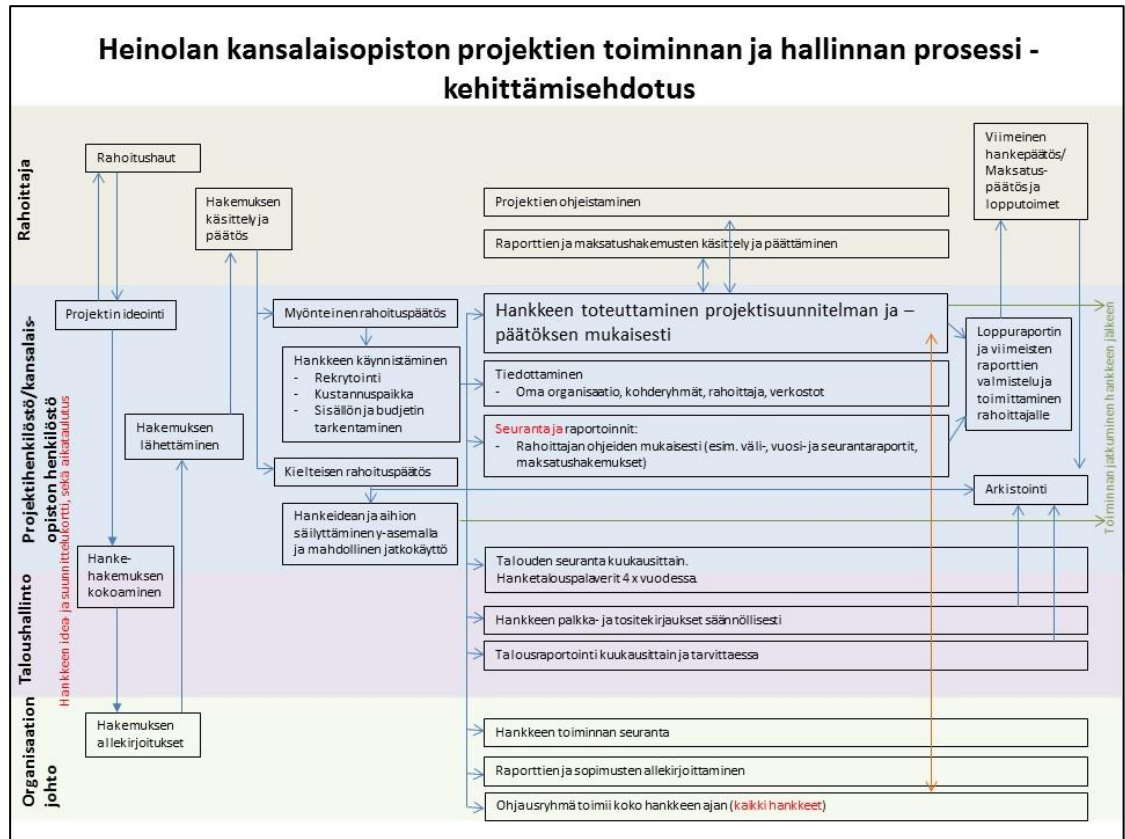 Heinolan kansalaisopiston projektien toiminnan ja hallinnan prosessi -
kehittämisehdotus
Rahoittaja
Rahoitushaut
Hakemuksen
käsittely ja
päätös
Projektien ohjeistaminen
Raporttien ja maksatushakemusten käsittely ja päättäminen
Viimeinen
hankepäätös/
Maksatus-
päätös ja
lopputoimet
Projektihenkilöstö/kansalais-
opiston henkilöstö
Hankkeen idea- ja suunnittelukortti, sekä aikataulutus
Projektin ideointi
Hakemuksen
lähettäminen
Hanke-
hakemuksen
kokoaminen
Myönteinen rahoituspäätös
Hankkeen käynnistäminen
- Rekrytointi
- Kustannuspaikka
- Sisällön ja budjetin
tarkentaminen
Kielteisen rahoituspäätös
Hankeidean ja aihion
säilyttäminen y-asemalla
ja mahdollinen jatkokäyttö
Hankkeen toteuttaminen projektisuunnitelman ja –
päätöksen mukaisesti
Tiedottaminen
- Oma organisaatio, kohderyhmät, rahoittaja, verkostot
Seuranta ja raportoinnit:
- Rahoittajan ohjeiden mukaisesti (esim. väli-, vuosi- ja seurantaraportit,
maksatushakemukset)
Loppuraportin
ja viimeisten
raporttien
valmistelu ja
toimittaminen
rahoittajalle
Arkistointi
Toiminnan jatkuminen hankkeen jälkeen
Talouden seuranta kuukausittain.
Hanketalouspalaverit 4 x vuodessa.
Taloushallinto
Hankkeen palkka- ja tositekirjaukset säännöllisesti
Talousraportointi kuukausittain ja tarvittaessa
Organisaation
johto
Hakemuksen
allekirjoitukset
Hankkeen toiminnan seuranta
Raporttien ja sopimusten allekirjoittaminen
Ohjausryhmä toimii koko hankkeen ajan (kaikki hankkeet)